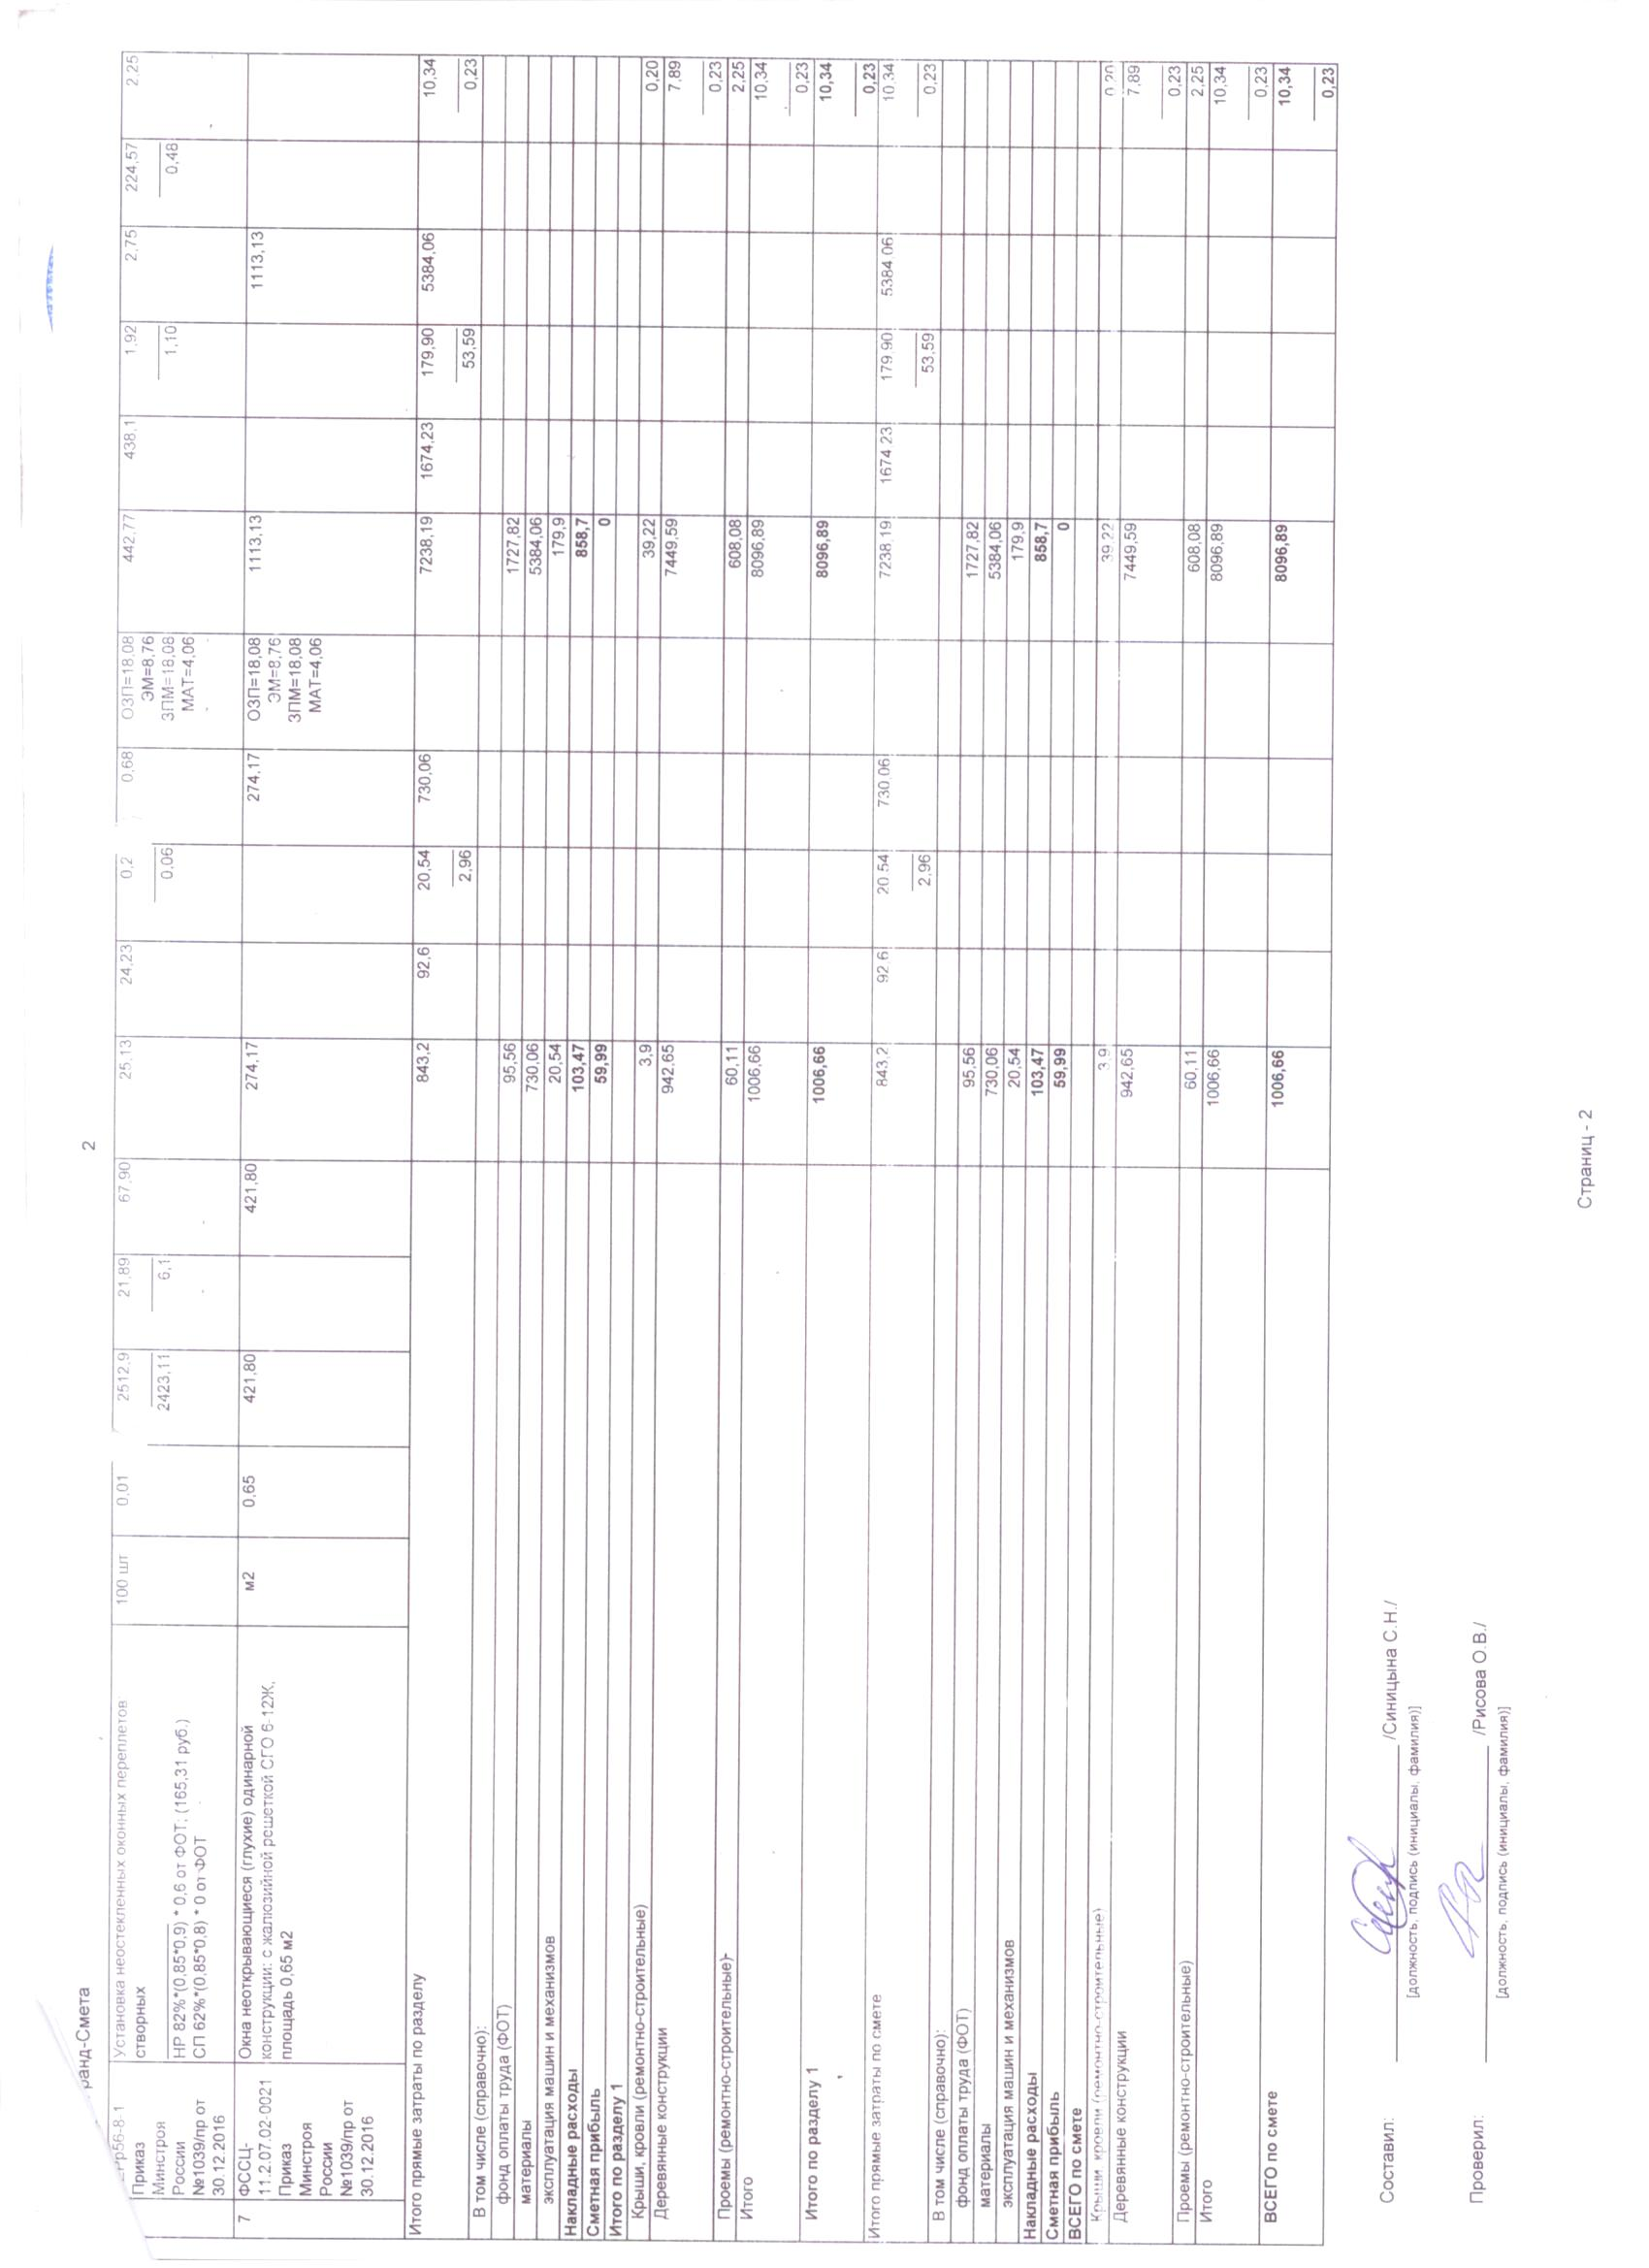 ранд-Смета 2
р56-8-1 Установка неостекленных оконных переплетов: 100 шт 0,01 2512,9 21,89 67,90 25,13 24,23 0,2 0,68 ОЗП=18,08 442,77 438,1 1,92 2,75 224,57 2,25
Приказ створных 2423,11 6,1 0,06 ЭМ=8,76 1,10 0,48
Минстроя НР 82%*(0,85*0,9) * 0,6 от ФОТ: (165,31 руб.) ЗПМ=18,08
России СП 62%*(0,85*0,8) * 0 от ФОТ МАТ=4,06
№1039/пр от
30.12.2016
7 ФССЦ- Окна неоткрывающиеся (глухие) одинарной м2 0,65 421,80 421,80 274,17 274,17 ОЗП=18,08 1113,13 1113,13
11.2.07.02-0021 конструкции: с жалюзийной решеткой СГО 6-12Ж, ЭМ=8,76
Приказ площадь 0,65 м2 ЗПМ=18,08
Минстроя МАТ=4,06
России
№1039/пр от
30.12.2016
Итого прямые затраты по разделу 843,2 92,6 20,54 730,06 7238,19 1674,23 179,90 5384,06 10,34
2,96 53,59 0,23
В том числе (справочно):
фонд оплаты труда (ФОТ) 95,56 1727,82
материалы 730,06 5384,06
эксплуатация машин и механизмов 20,54 179,9
Накладные расходы 103,47 858,7
Сметная прибыль 59,99 0
Итого по разделу 1
Крыши, кровли (ремонтно-строительные) 3,9 39,22 0,20
Деревянные конструкции 942,65 7449,59 7,89
0,23
Проемы (ремонтно-строительные) 60,11 608,08 2,25
Итого 1006,66 8096,89 10,34
0,23
Итого по разделу 1 1006,66 8096,89 10,34
0,23
Итого прямые затраты по смете 843,2 92,6 20,54 730,06 7238,19 1674,23 179,90 5384,06 10,34
2,96 53,59 0,23
В том числе (справочно):
фонд оплаты труда (ФОТ) 95,56 1727,82
материалы 730,06 5384,06
эксплуатация машин и механизмов 20,54 179,9
Накладные расходы 103,47 858,7
Сметная прибыль 59,99 0
ВСЕГО по смете
Крыши, кровли (ремонтно-строительные) 3,9 39,22 0,20
Деревянные конструкции 942,65 7449,59 7,89
0,23
Проемы (ремонтно-строительные) 60,11 608,08 2,25
Итого 1006,66 8096,89 10,34
0,23
ВСЕГО по смете 1006,66 8096,89 10,34
0,23
Составил: /Синицына С.Н./
[должность, подпись (инициалы, фамилия)]
Проверил: /Рисова О.В./
[должность, подпись (инициалы, фамилия)]
Страниц - 2